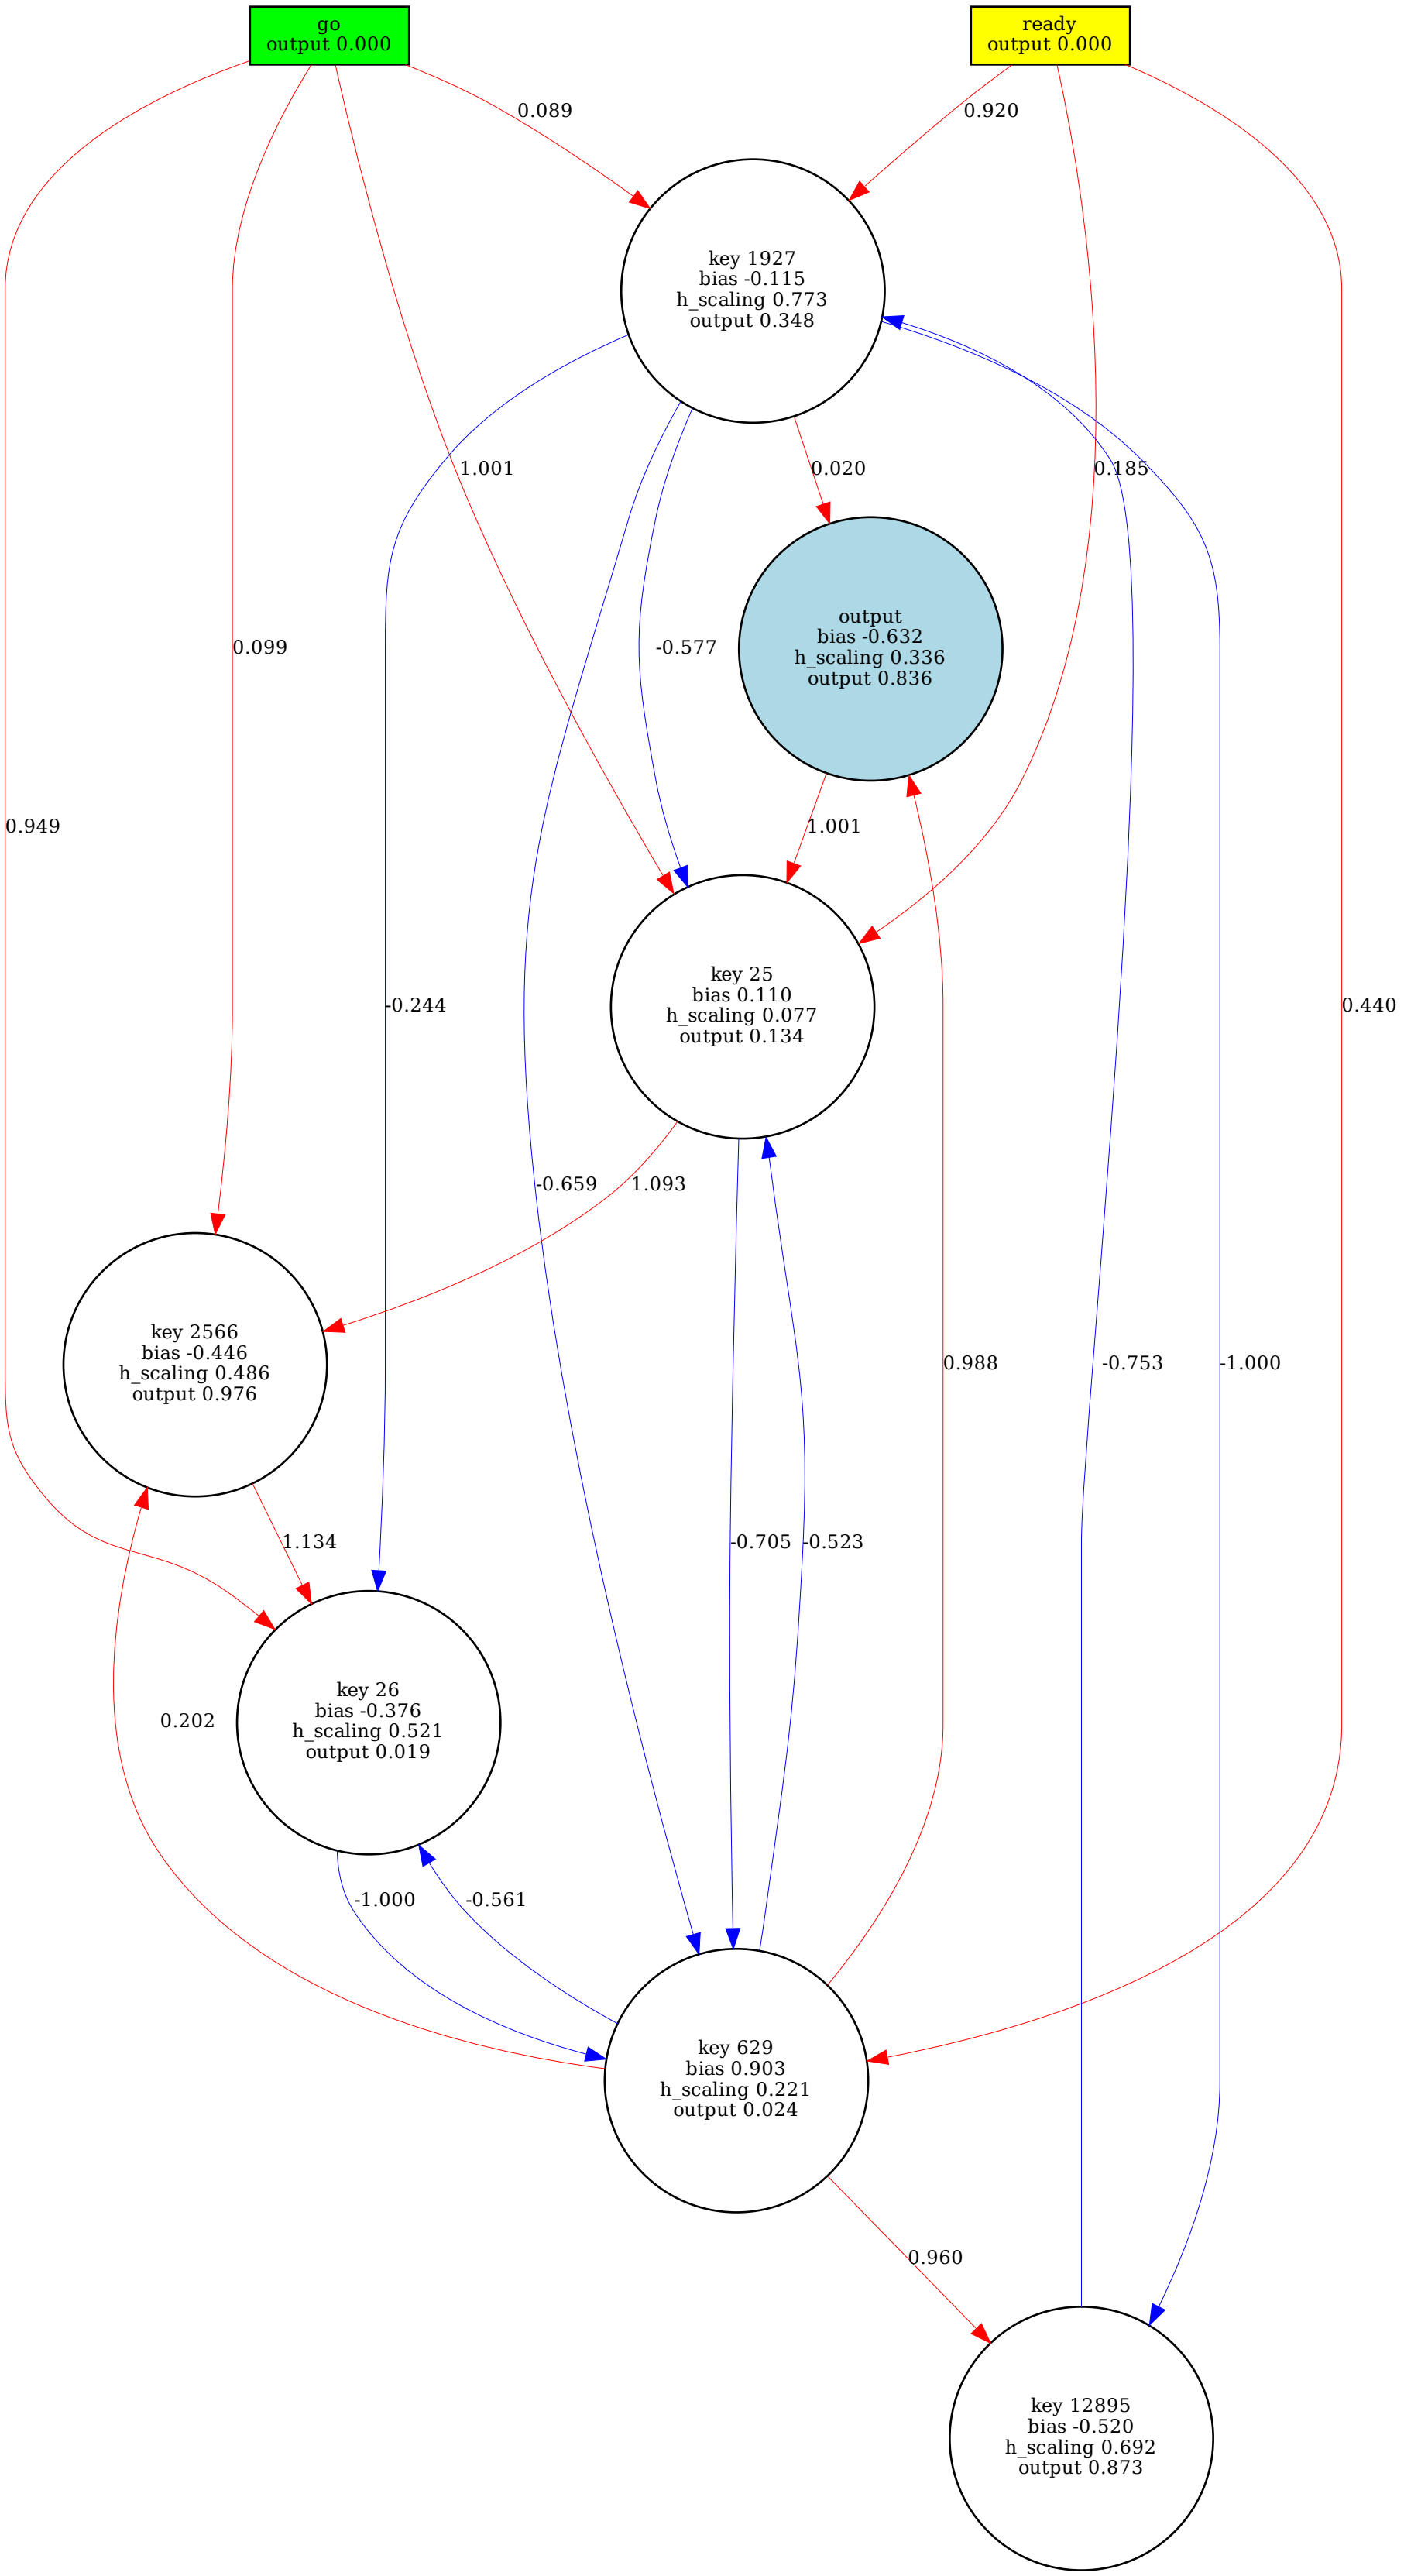 go
output 0.000
ready
output 0.000
0.089
0.920
key 1927
bias -0.115
h_scaling 0.773
output 0.348
1.001
0.020
0.185
0.099
-0.577
output
bias -0.632
h_scaling 0.336
output 0.836
0.949
1.001
-0.244
key 25
bias 0.110
h_scaling 0.077
output 0.134
0.440
-0.659
1.093
key 2566
bias -0.446
h_scaling 0.486
output 0.976
0.988
-0.753
-1.000
1.134
-0.705
-0.523
0.202
key 26
bias -0.376
h_scaling 0.521
output 0.019
-1.000
-0.561
key 629
bias 0.903
h_scaling 0.221
output 0.024
0.960
key 12895
bias -0.520
h_scaling 0.692
output 0.873